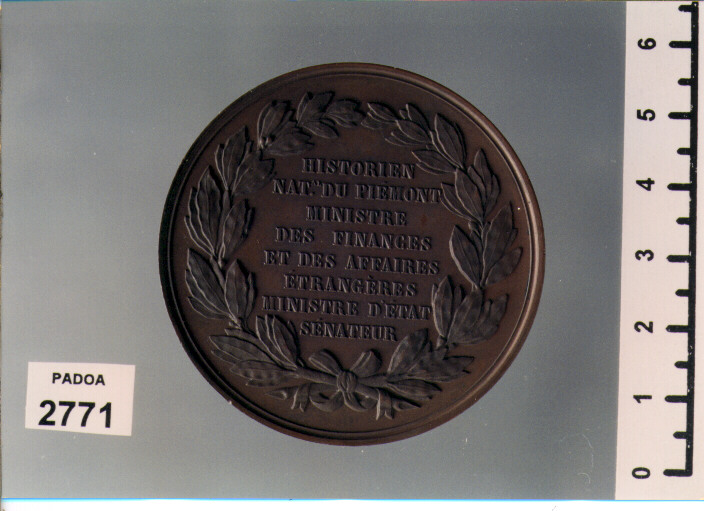 HISTORIEN
NAT.ᴸᴱ DU PIÉMONT
MINISTRE
DES FINANCES
ET DES AFFAIRES
ÉTRANGÈRES
MINISTRE D'ÉTAT
SÉNATEUR
PADOA
2771
6
5
4
3
2
1
0